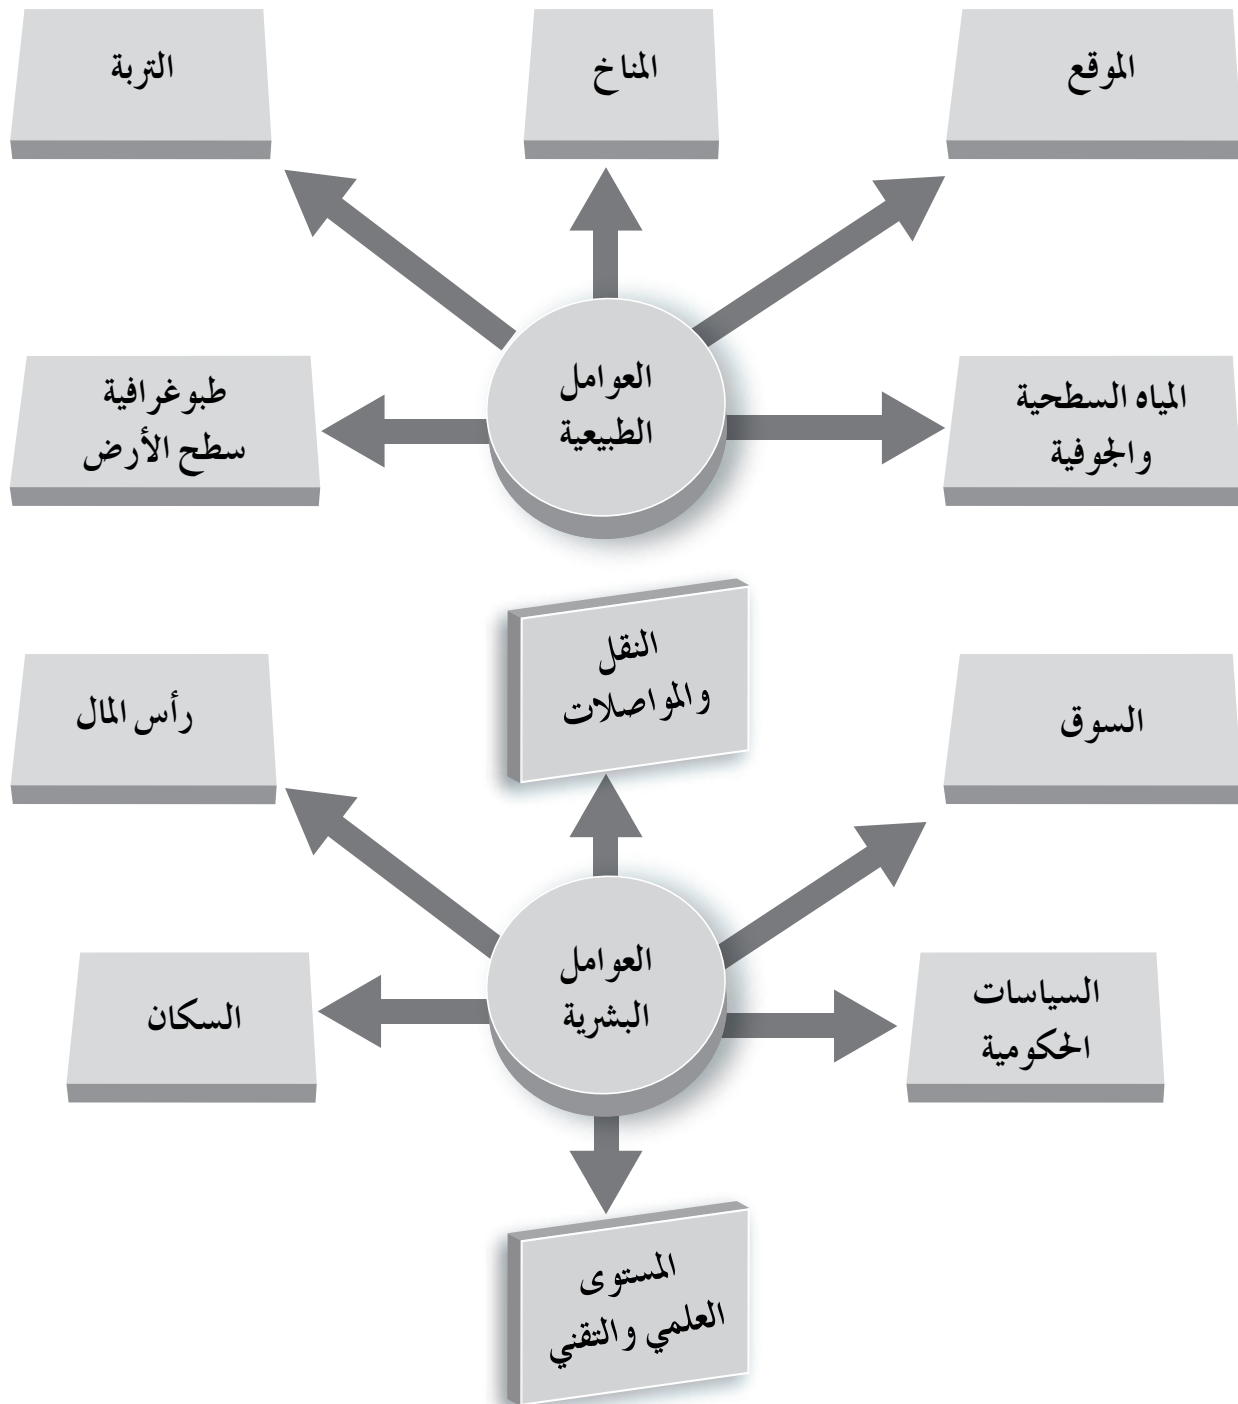 الموقع
المناخ
التربة
العوامل
الطبيعية
المياه السطحية
والجوفية
طبوغرافية
سطح الأرض
النقل
والمواصلات
السوق
رأس المال
العوامل
البشرية
السياسات
الحكومية
السكان
المستوى
العلمي والتقني